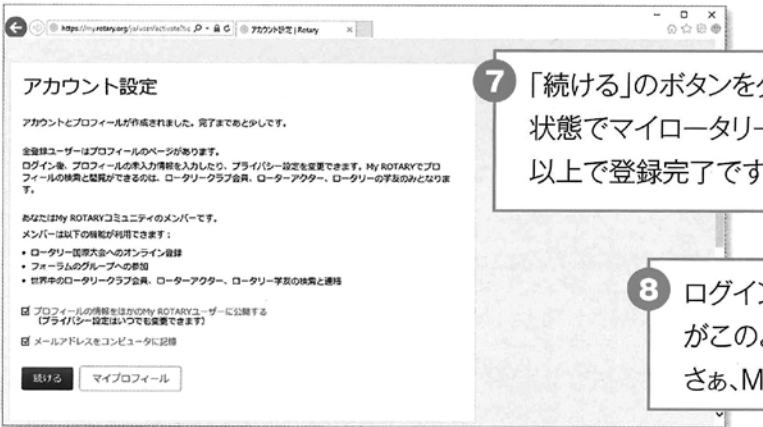 https://my.rotary.org/ja/user/activate?sc
アカウント設定 | Rotary
アカウント設定
アカウントとプロフィールが作成されました。完了まであと少しです。
全登録ユーザーはプロフィールのページがあります。
ログイン後、プロフィールの未入力情報を入力したり、プライバシー設定を変更できます。My ROTARYでプロ
フィールの検索と閲覧ができるのは、ロータリークラブ会員、ローターアクター、ロータリーの学友のみとなりま
す。
あなたはMy ROTARYコミュニティのメンバーです。
メンバーは以下の機能が利用できます：
• ロータリー国際大会へのオンライン登録
• フォーラムのグループへの参加
• 世界中のロータリークラブ会員、ローターアクター、ロータリー学友の検索と連絡
プロフィールの情報をほかのMy ROTARYユーザーに公開する
(プライバシー設定はいつでも変更できます)
メールアドレスをコンピュータに記憶
続ける マイプロフィール
7 「続ける」のボタンを
状態でマイロータリー
以上で登録完了です
8 ログイン
がこの
さぁ、M